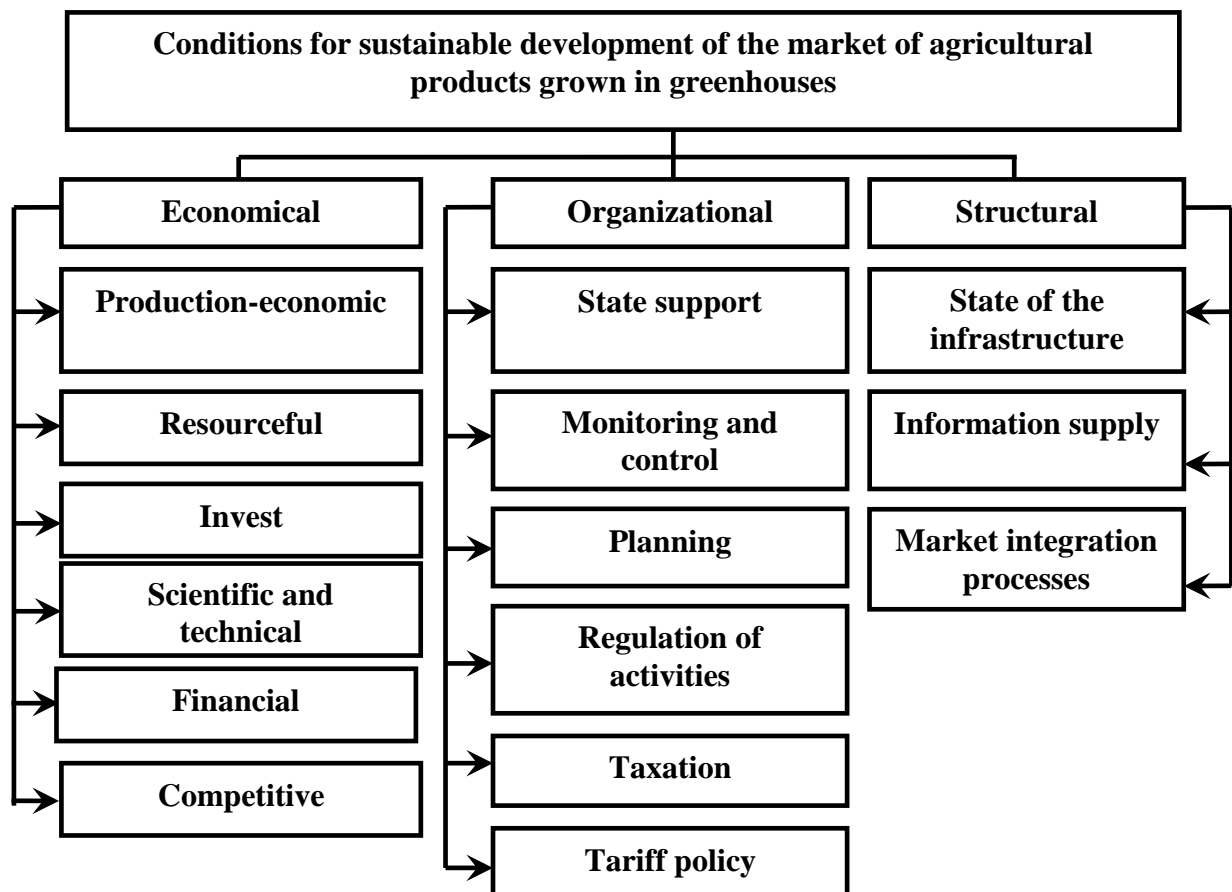 Conditions for sustainable development of the market of agricultural
products grown in greenhouses
Economical
Production-economic
Resourceful
Invest
Scientific and
technical
Financial
Competitive
Organizational
State support
Monitoring and
control
Planning
Regulation of
activities
Taxation
Tariff policy
Structural
State of the
infrastructure
Information supply
Market integration
processes